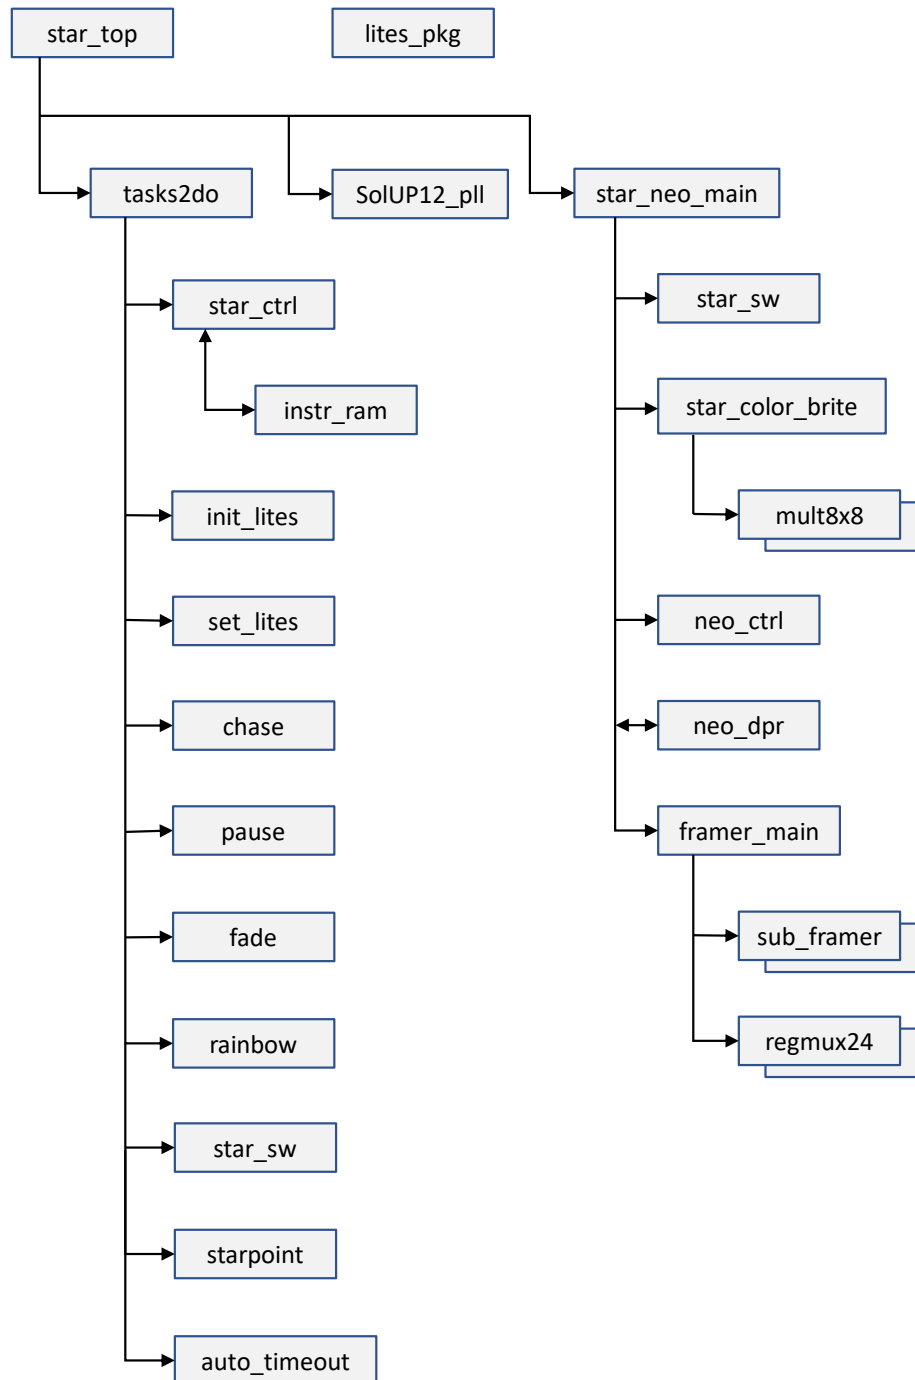 star_top
lites_pkg
tasks2do
SolUP12_pll
star_neo_main
star_ctrl
instr_ram
init_lites
set_lites
chase
pause
fade
rainbow
star_sw
starpoint
auto_timeout
star_sw
star_color_brite
mult8x8
neo_ctrl
neo_dpr
framer_main
sub_framer
regmux24